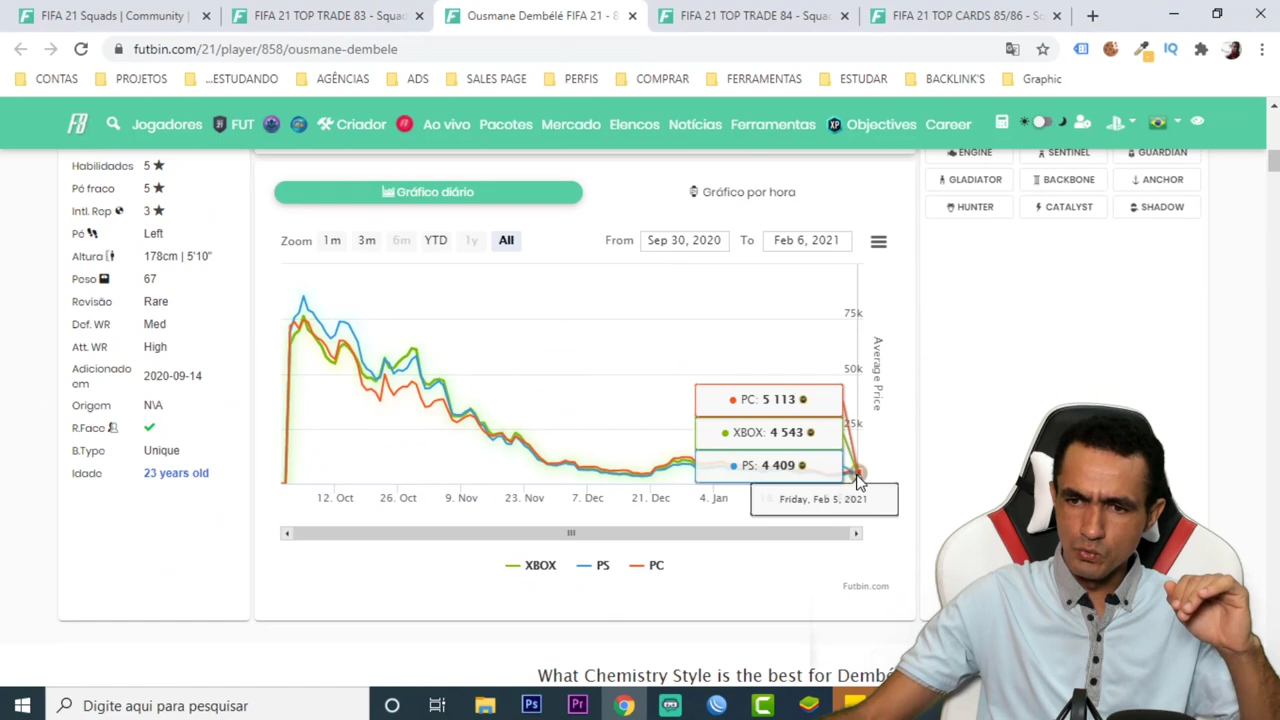 FIFA 21 Squads | Community |
FIFA 21 TOP TRADE 83 - Squad
Ousmane Dembélé FIFA 21 - 8
FIFA 21 TOP TRADE 84 - Squad
FIFA 21 TOP CARDS 85/86 - Sq
futbin.com/21/player/858/ousmane-dembele
CONTAS
PROJETOS
...ESTUDANDO
AGÊNCIAS
ADS
SALES PAGE
PERFIS
COMPRAR
FERRAMENTAS
ESTUDAR
BACKLINK'S
Graphic
Jogadores
FUT
Criador
Ao vivo
Pacotes
Mercado
Elencos
Notícias
Ferramentas
Objectives
Career
Habilidades 5
Pé fraco 5
Intl. Rep 3
Pé Left
Altura 178cm | 5'10"
Peso 67
Revisão Rare
Def. WR Med
Att. WR High
Adicionado em 2020-09-14
Origem N\A
R.Face
B.Type Unique
Idade 23 years old
Gráfico diário
Gráfico por hora
Zoom 1m 3m 6m YTD 1y All
From Sep 30, 2020 To Feb 6, 2021
75k
50k
25k
Average Price
PC: 5 113
XBOX: 4 543
PS: 4 409
Friday, Feb 5, 2021
12. Oct
26. Oct
9. Nov
23. Nov
7. Dec
21. Dec
4. Jan
XBOX
PS
PC
Futbin.com
ENGINE
SENTINEL
GUARDIAN
GLADIATOR
BACKBONE
ANCHOR
HUNTER
CATALYST
SHADOW
What Chemistry Style is the best for Dembé
Digite aqui para pesquisar